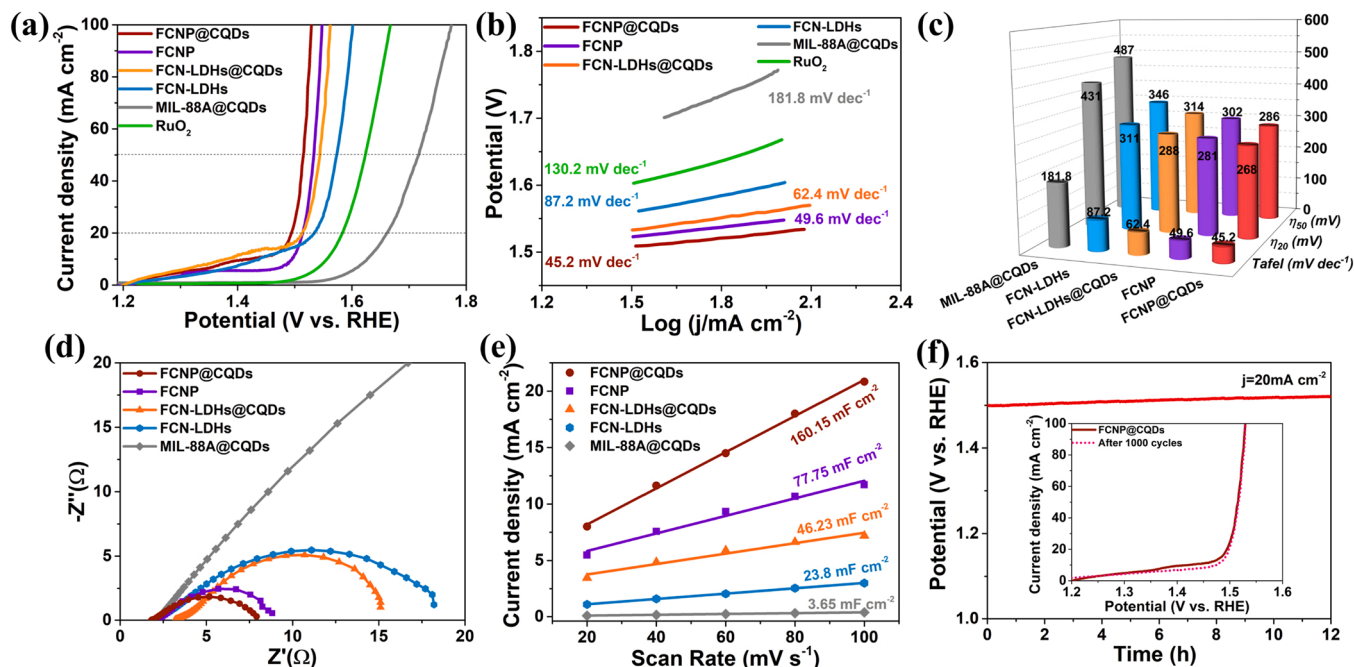 (a)
FCNP@CQDs
FCNP
FCN-LDHs@CQDs
FCN-LDHs
MIL-88A@CQDs
RuO2
100
80
60
40
20
0
1.2
1.4
1.6
1.8
Current density (mA cm-2)
Potential (V vs. RHE)
(b)
FCNP@CQDs
FCNP
FCN-LDHs@CQDs
FCN-LDHs
MIL-88A@CQDs
RuO2
181.8 mV dec-1
130.2 mV dec-1
87.2 mV dec-1
62.4 mV dec-1
49.6 mV dec-1
45.2 mV dec-1
1.8
1.7
1.6
1.5
1.2
1.5
1.8
2.1
2.4
Potential (V)
Log (j/mA cm-2)
(c)
600
500
400
300
200
100
0
487
431
346
314
302
286
311
288
281
268
181.8
87.2
62.4
49.6
45.2
η50 (mV)
η20 (mV)
Tafel (mV dec-1)
MIL-88A@CQDs
FCN-LDHs
FCN-LDHs@CQDs
FCNP
FCNP@CQDs
(d)
FCNP@CQDs
FCNP
FCN-LDHs@CQDs
FCN-LDHs
MIL-88A@CQDs
20
15
10
5
0
0
5
10
15
20
-Z''(Ω)
Z'(Ω)
(e)
FCNP@CQDs
FCNP
FCN-LDHs@CQDs
FCN-LDHs
MIL-88A@CQDs
160.15 mF cm-2
77.75 mF cm-2
46.23 mF cm-2
23.8 mF cm-2
3.65 mF cm-2
20
15
10
5
0
20
40
60
80
100
Current density (mA cm-2)
Scan Rate (mV s-1)
(f)
j=20mA cm-2
1.6
1.4
1.2
1.0
0
2
4
6
8
10
12
Potential (V vs. RHE)
Time (h)
FCNP@CQDs
After 1000 cycles
100
80
60
40
20
0
1.2
1.3
1.4
1.5
1.6
Current density (mA cm-2)
Potential (V vs. RHE)